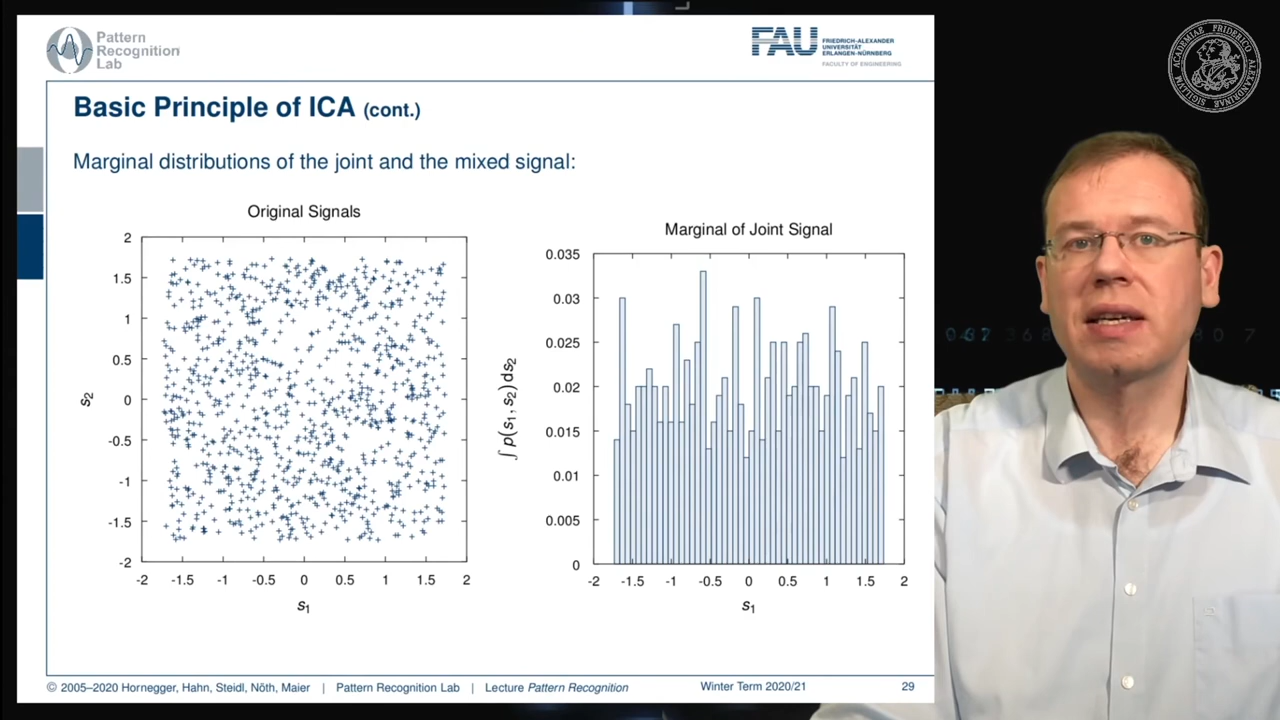 Pattern
Recognition
Lab
FAU
FRIEDRICH-ALEXANDER
UNIVERSITÄT
ERLANGEN-NÜRNBERG
FACULTY OF ENGINEERING
Basic Principle of ICA (cont.)
Marginal distributions of the joint and the mixed signal:
Original Signals
2
1.5
1
0.5
0
-0.5
-1
-1.5
-2
s₂
-2 -1.5 -1 -0.5 0 0.5 1 1.5 2
s₁
Marginal of Joint Signal
0.035
0.03
0.025
0.02
0.015
0.01
0.005
0
∫ p(s₁, s₂) ds₂
-2 -1.5 -1 -0.5 0 0.5 1 1.5 2
s₁
© 2005–2020 Hornegger, Hahn, Steidl, Nöth, Maier | Pattern Recognition Lab | Lecture Pattern Recognition
Winter Term 2020/21
29